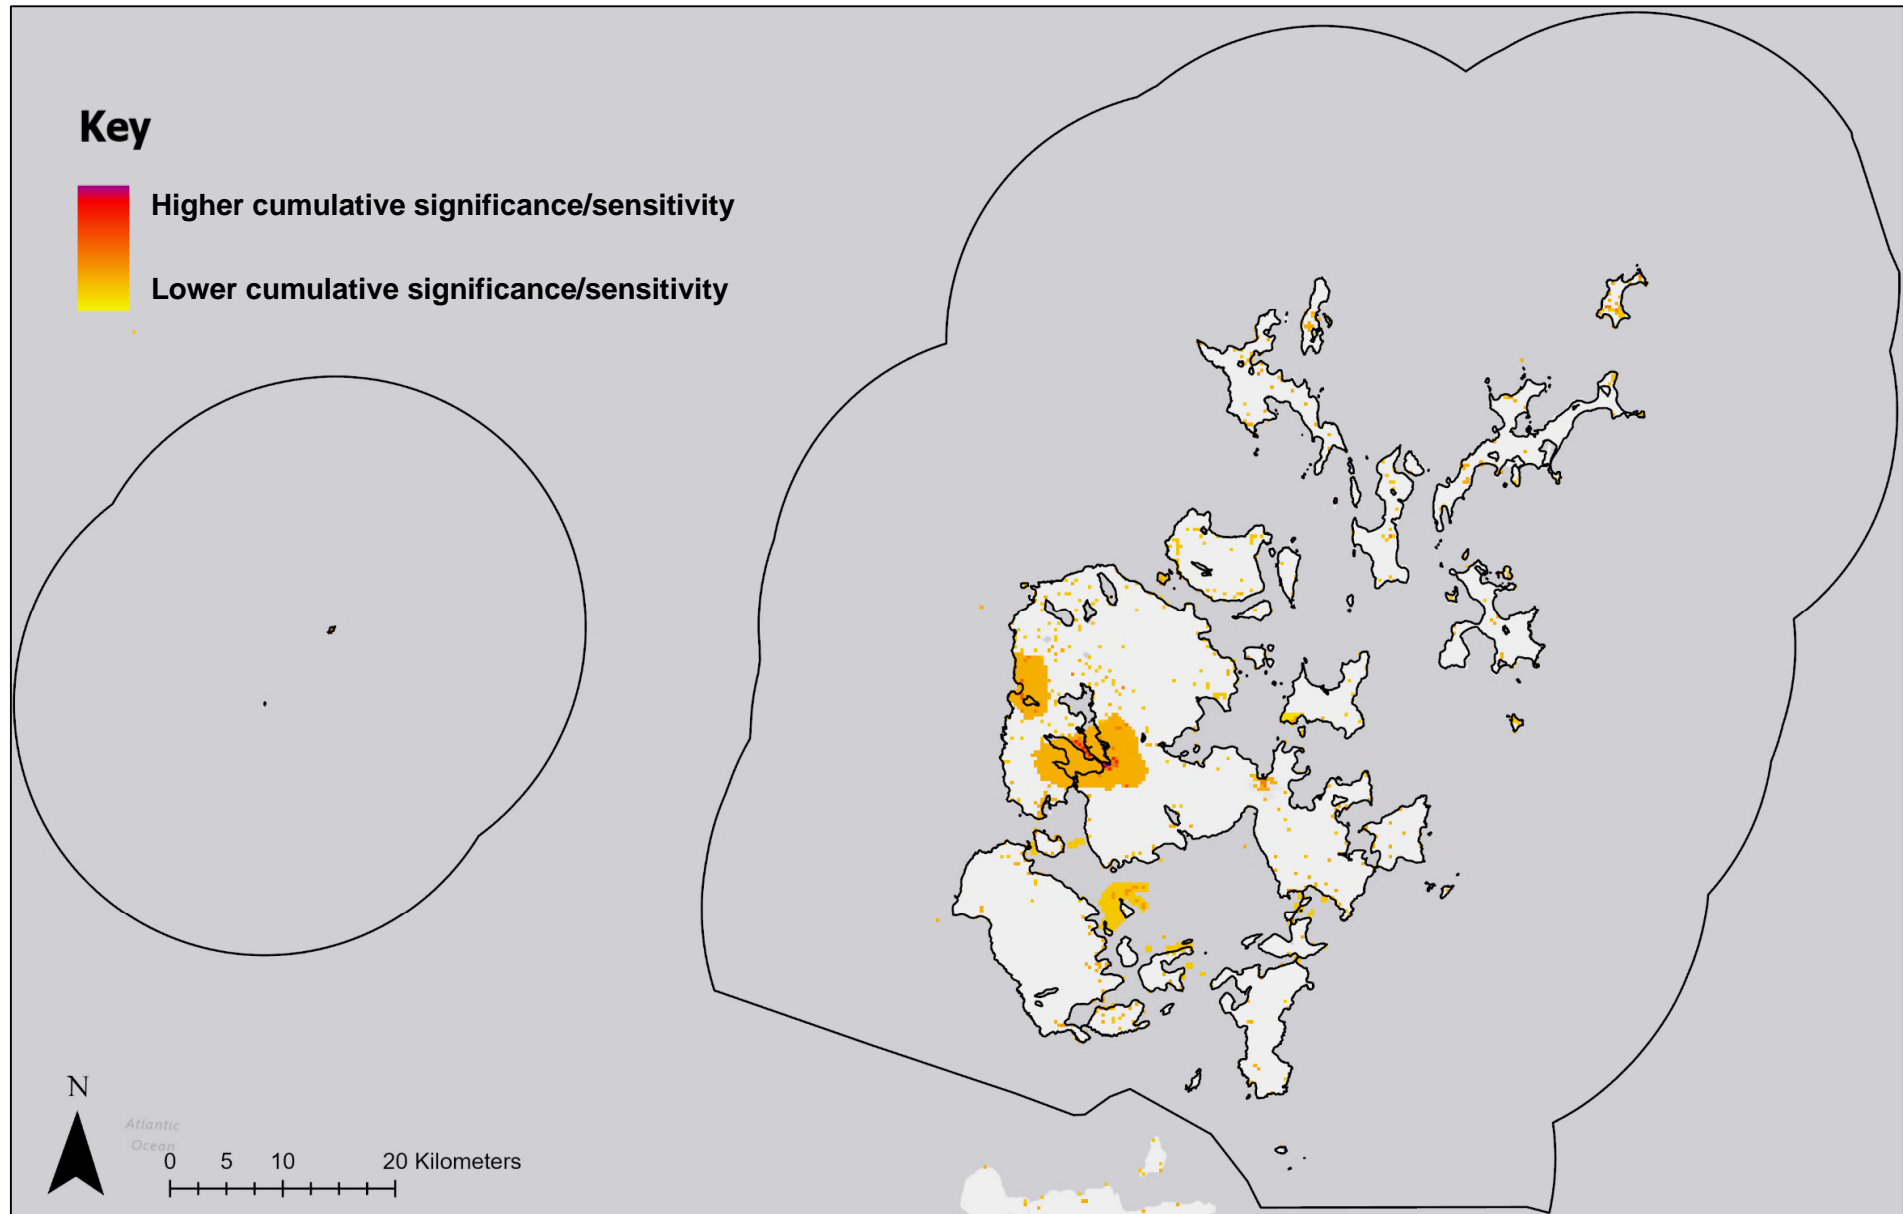 Key
Higher cumulative significance/sensitivity
Lower cumulative significance/sensitivity
N
Atlantic
Ocean
0 5 10 20 Kilometers